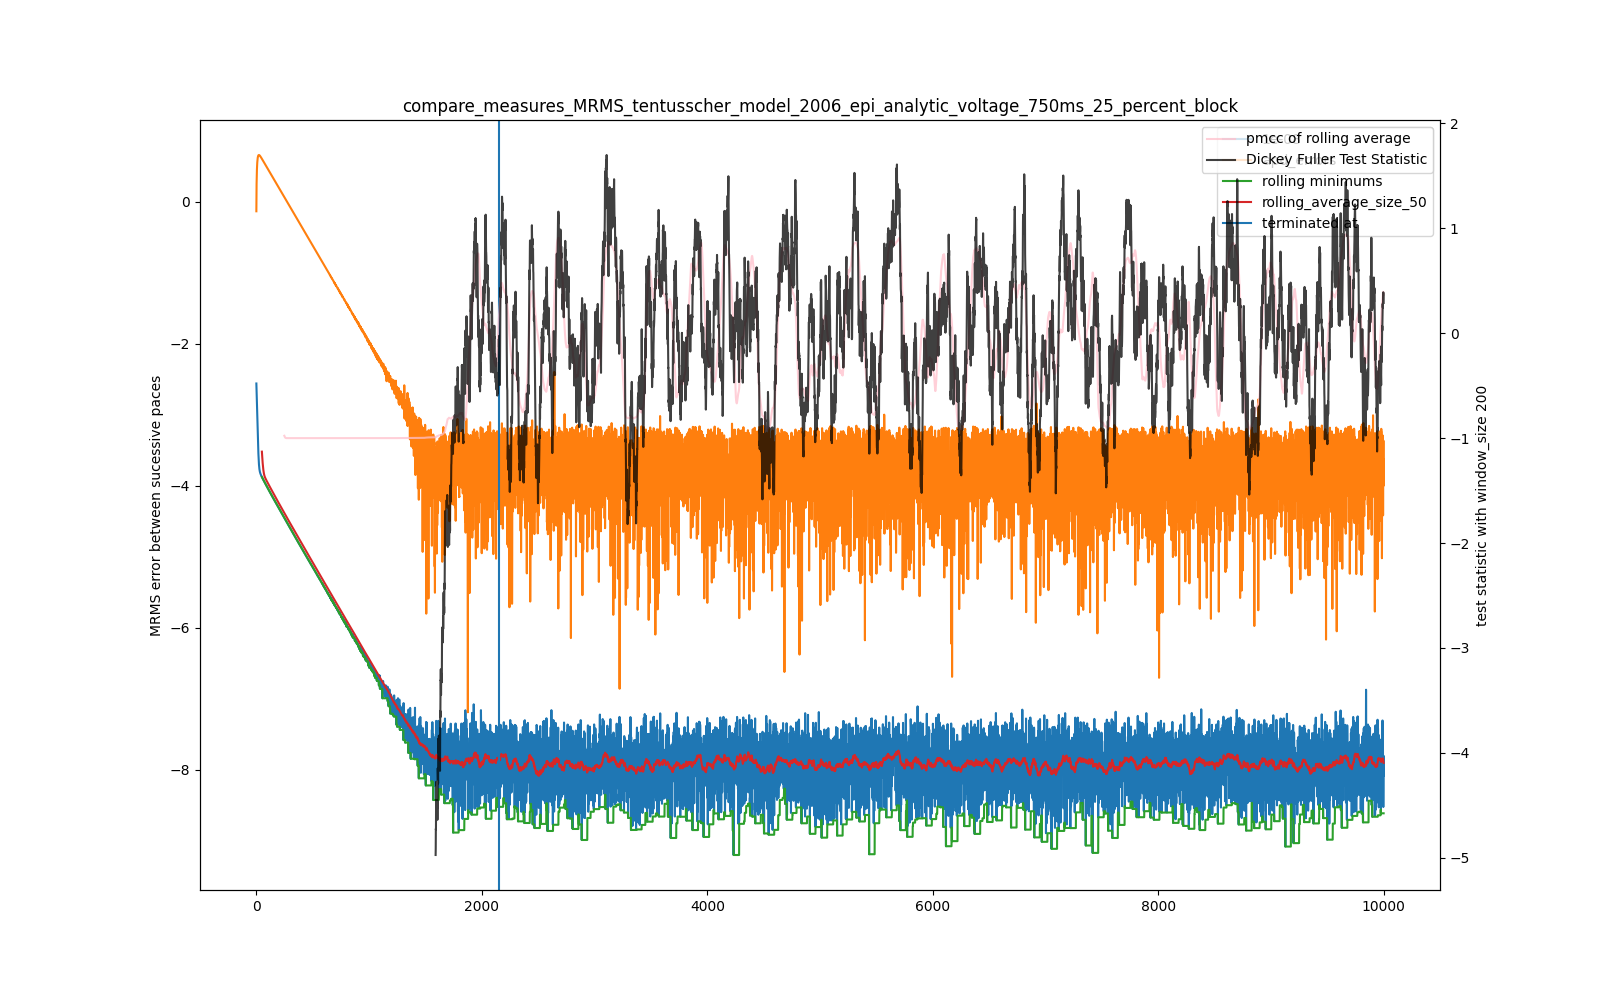 compare_measures_MRMS_tentusscher_model_2006_epi_analytic_voltage_750ms_25_percent_block
pmcc of rolling average
Dickey Fuller Test Statistic
rolling minimums
rolling_average_size_50
terminated at
MRMS error between sucessive paces
0
−2
−4
−6
−8
test statistic with window_size 200
2
1
0
−1
−2
−3
−4
−5
0
2000
4000
6000
8000
10000